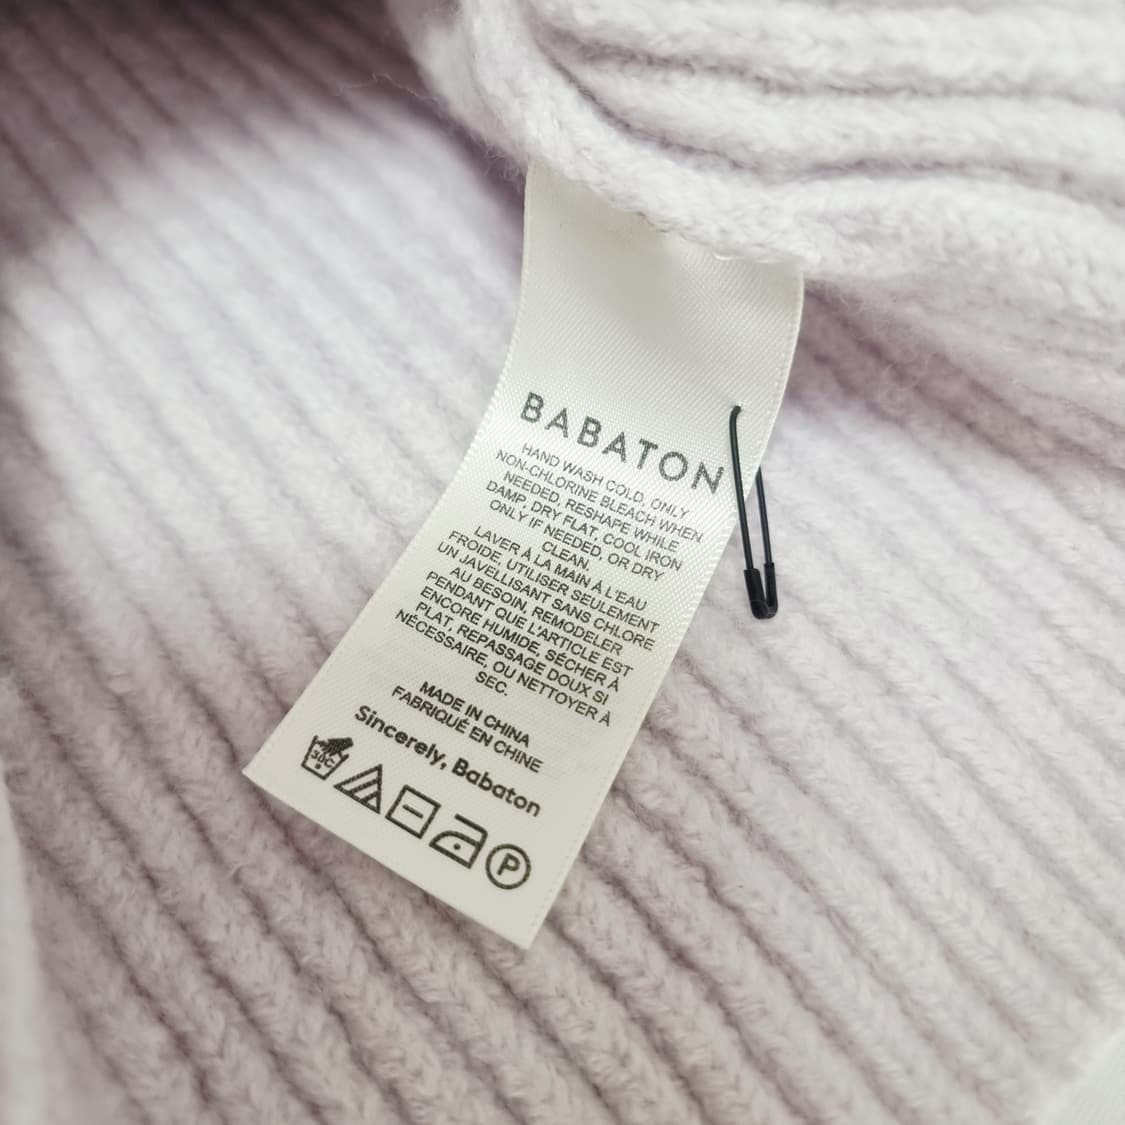 BABATON
HAND WASH COLD, ONLY
NON-CHLORINE BLEACH WHEN
NEEDED, RESHAPE WHILE
DAMP, DRY FLAT, COOL IRON
ONLY IF NEEDED, OR DRY
CLEAN.
LAVER À LA MAIN À L'EAU
FROIDE, UTILISER SEULEMENT
UN JAVELLISANT SANS CHLORE
AU BESOIN, REMODELER
PENDANT QUE L'ARTICLE EST
ENCORE HUMIDE, SÉCHER À
PLAT, REPASSAGE DOUX SI
NÉCESSAIRE, OU NETTOYER À
SEC.
MADE IN CHINA
FABRIQUÉ EN CHINE
Sincerely, Babaton
30C
P